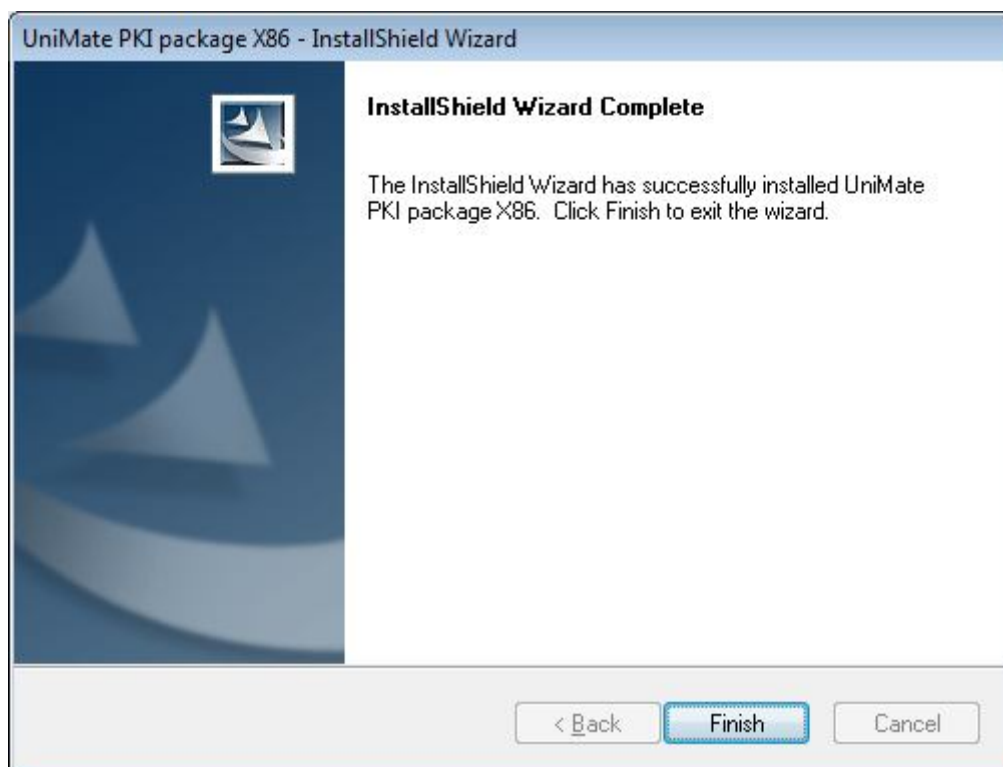 UniMate PKI package X86 - InstallShield Wizard
InstallShield Wizard Complete
The InstallShield Wizard has successfully installed UniMate
PKI package X86. Click Finish to exit the wizard.
< Back
Finish
Cancel